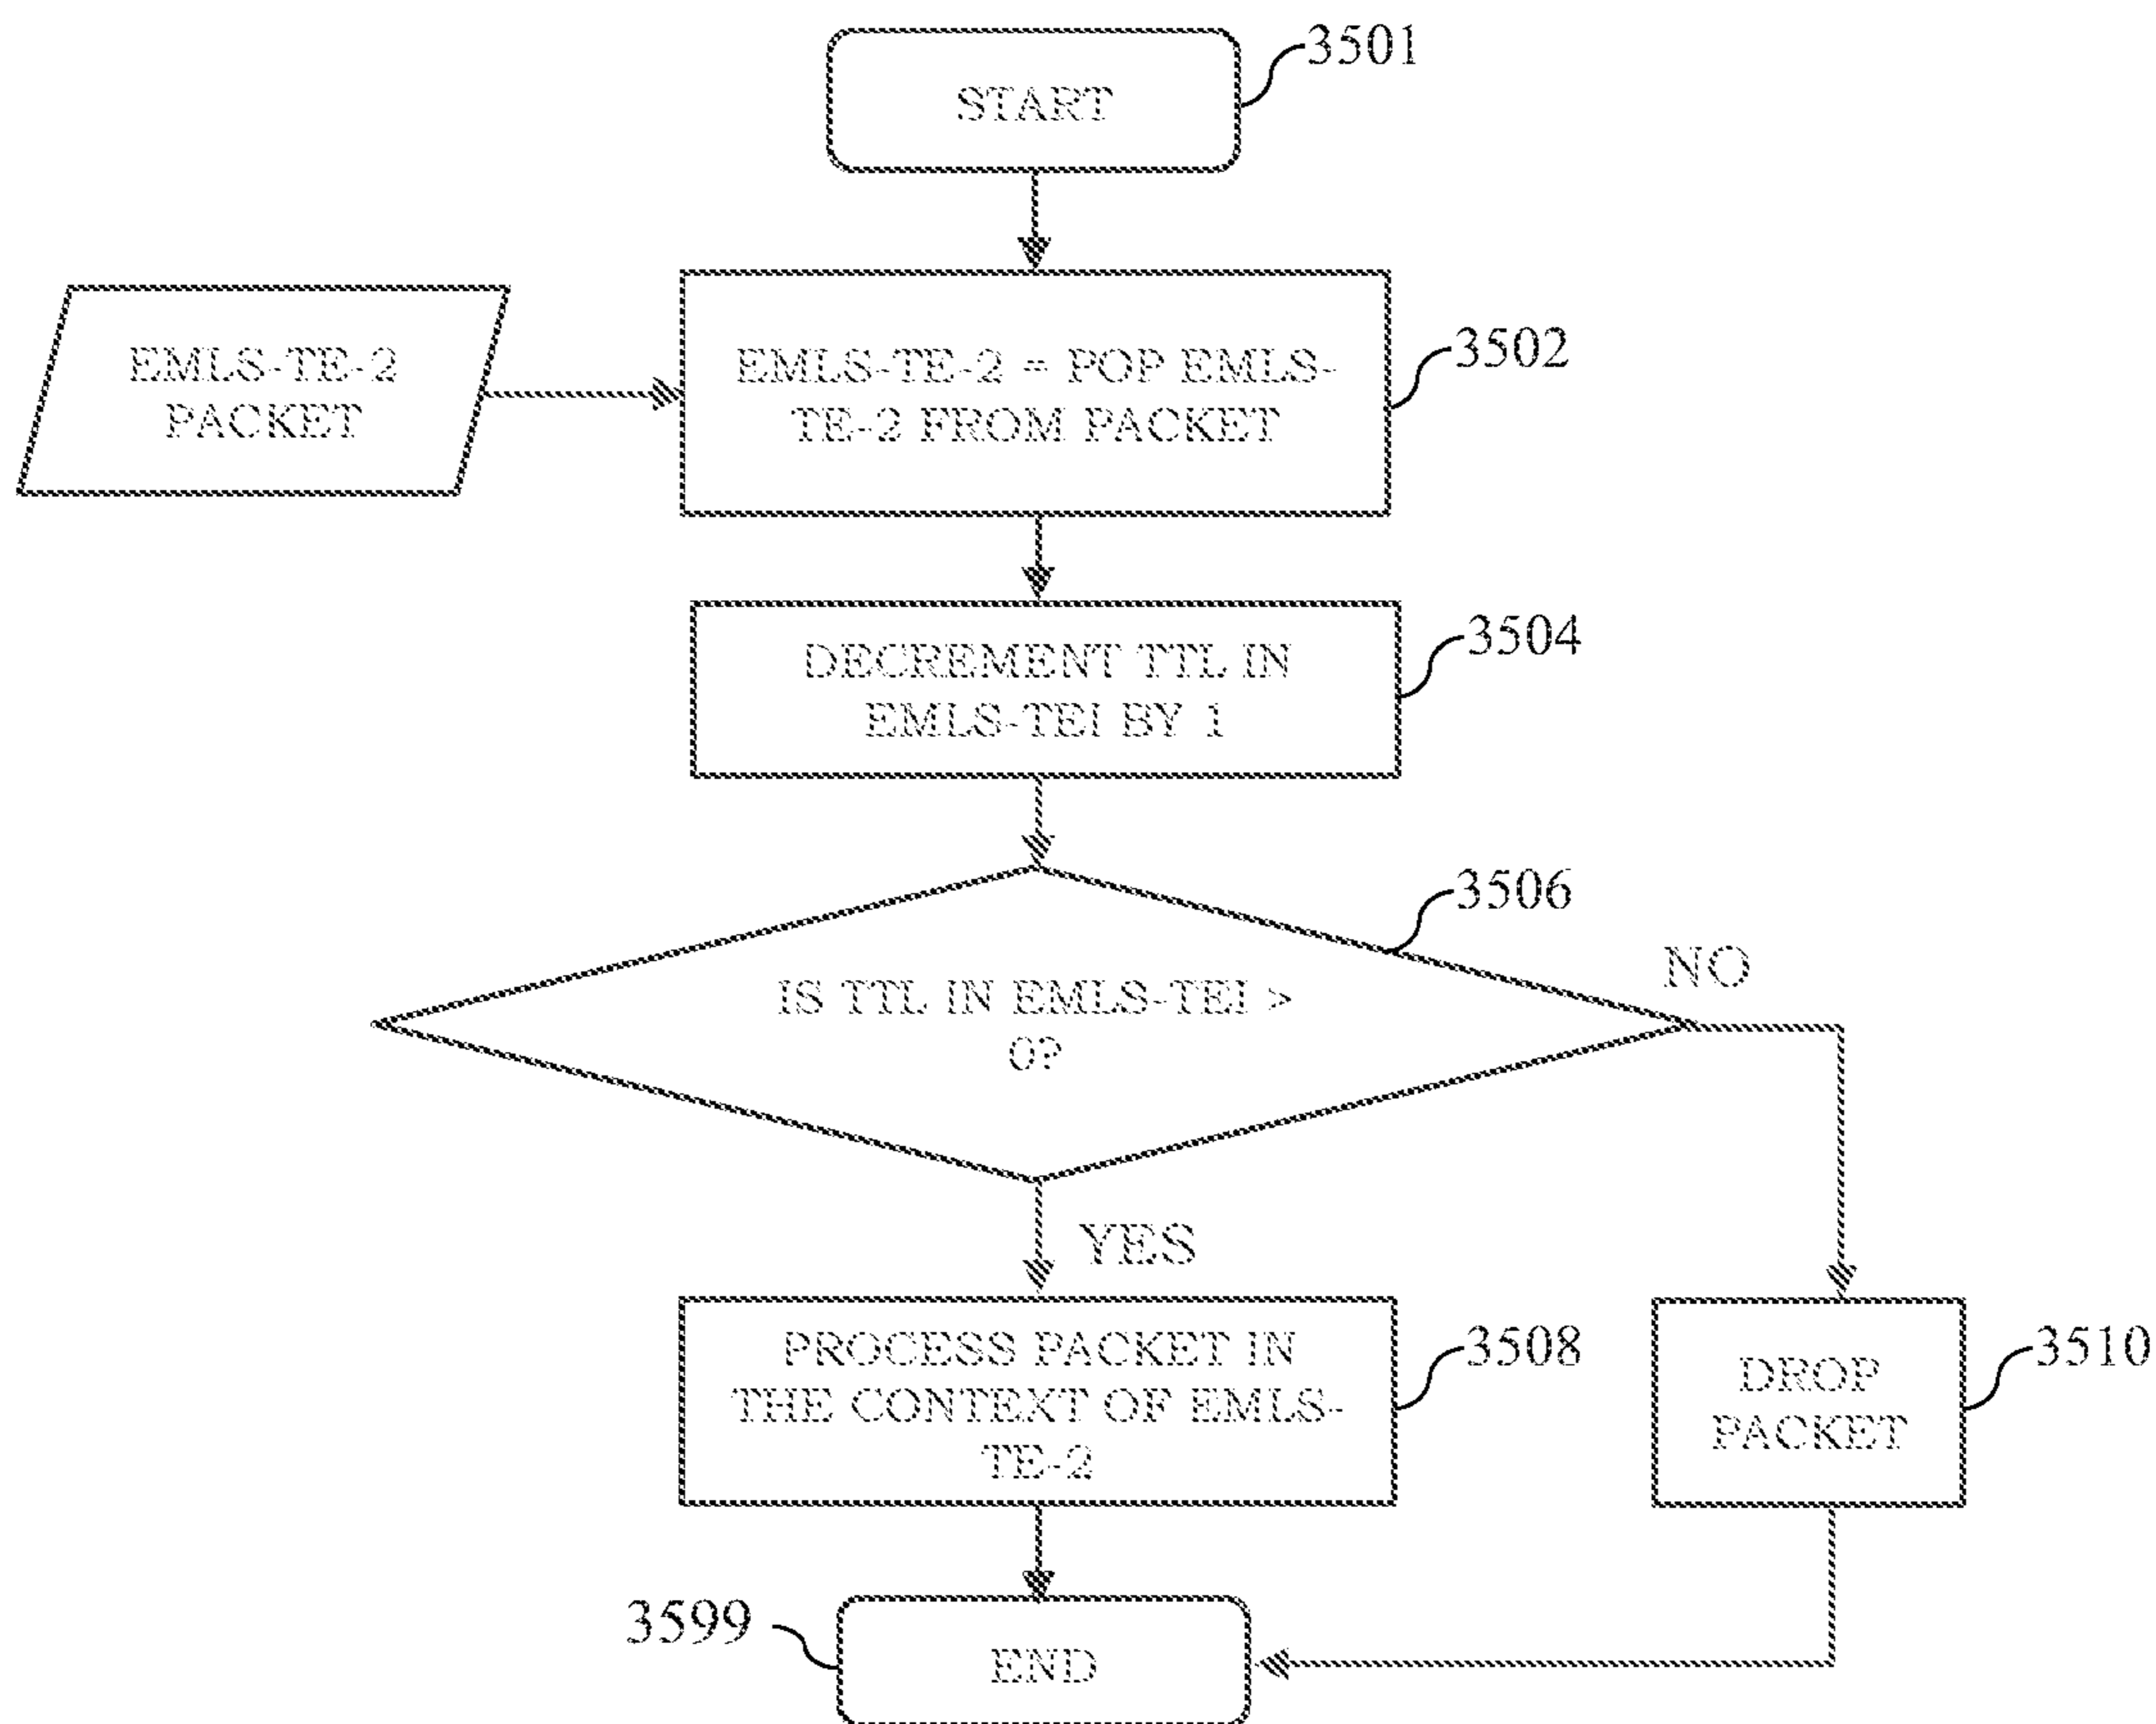 START
3501
EMLS-TE-2
PACKET
EMLS-TE-2 = POP EMLS-
TE-2 FROM PACKET
3502
DECREMENT TTL IN
EMLS-TEI BY 1
3504
IS TTL IN EMLS-TEI >
0?
3506
NO
YES
PROCESS PACKET IN
THE CONTEXT OF EMLS-
TE-2
3508
DROP
PACKET
3510
3599
END